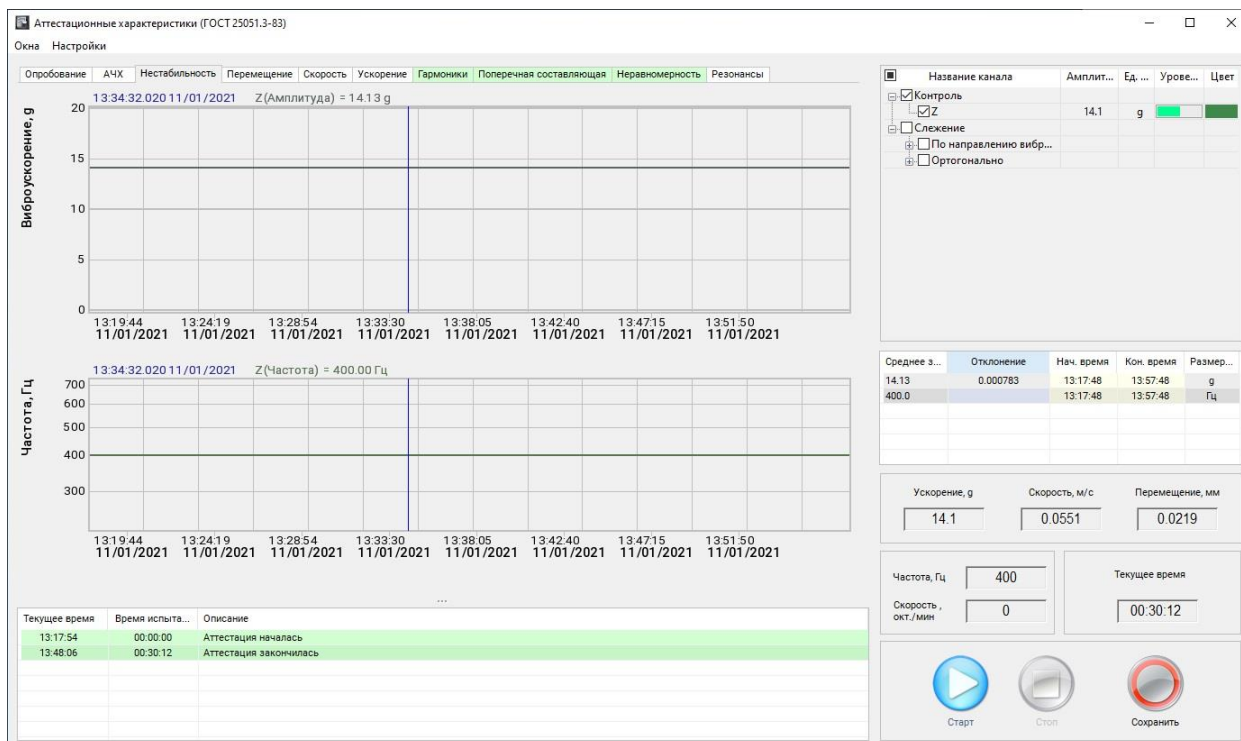 Аттестационные характеристики (ГОСТ 25051.3-83)
Окна Настройки
Опробование АЧХ Нестабильность Перемещение Скорость Ускорение Гармоники Поперечная составляющая Неравномерность Резонансы
13:34:32.020 11/01/2021 Z(Амплитуда) = 14.13 g
Виброускорение, g
20
15
10
5
0
13:19:44 13:24:19 13:28:54 13:33:30 13:38:05 13:42:40 13:47:15 13:51:50
11/01/2021 11/01/2021 11/01/2021 11/01/2021 11/01/2021 11/01/2021 11/01/2021 11/01/2021
13:34:32.020 11/01/2021 Z(Частота) = 400.00 Гц
Частота, Гц
700
600
500
400
300
13:19:44 13:24:19 13:28:54 13:33:30 13:38:05 13:42:40 13:47:15 13:51:50
11/01/2021 11/01/2021 11/01/2021 11/01/2021 11/01/2021 11/01/2021 11/01/2021 11/01/2021
...
Текущее время Время испыта... Описание
13:17:54 00:00:00 Аттестация началась
13:48:06 00:30:12 Аттестация закончилась
Название канала Амплит... Ед. ... Урове... Цвет
Контроль
Z 14.1 g
Слежение
По направлению вибр...
Ортогонально
Среднее з... Отклонение Нач. время Кон. время Размер...
14.13 0.000783 13:17:48 13:57:48 g
400.0 13:17:48 13:57:48 Гц
Ускорение, g Скорость, м/с Перемещение, мм
14.1 0.0551 0.0219
Частота, Гц 400
Скорость, окт./мин 0
Текущее время
00:30:12
Старт Стоп Сохранить